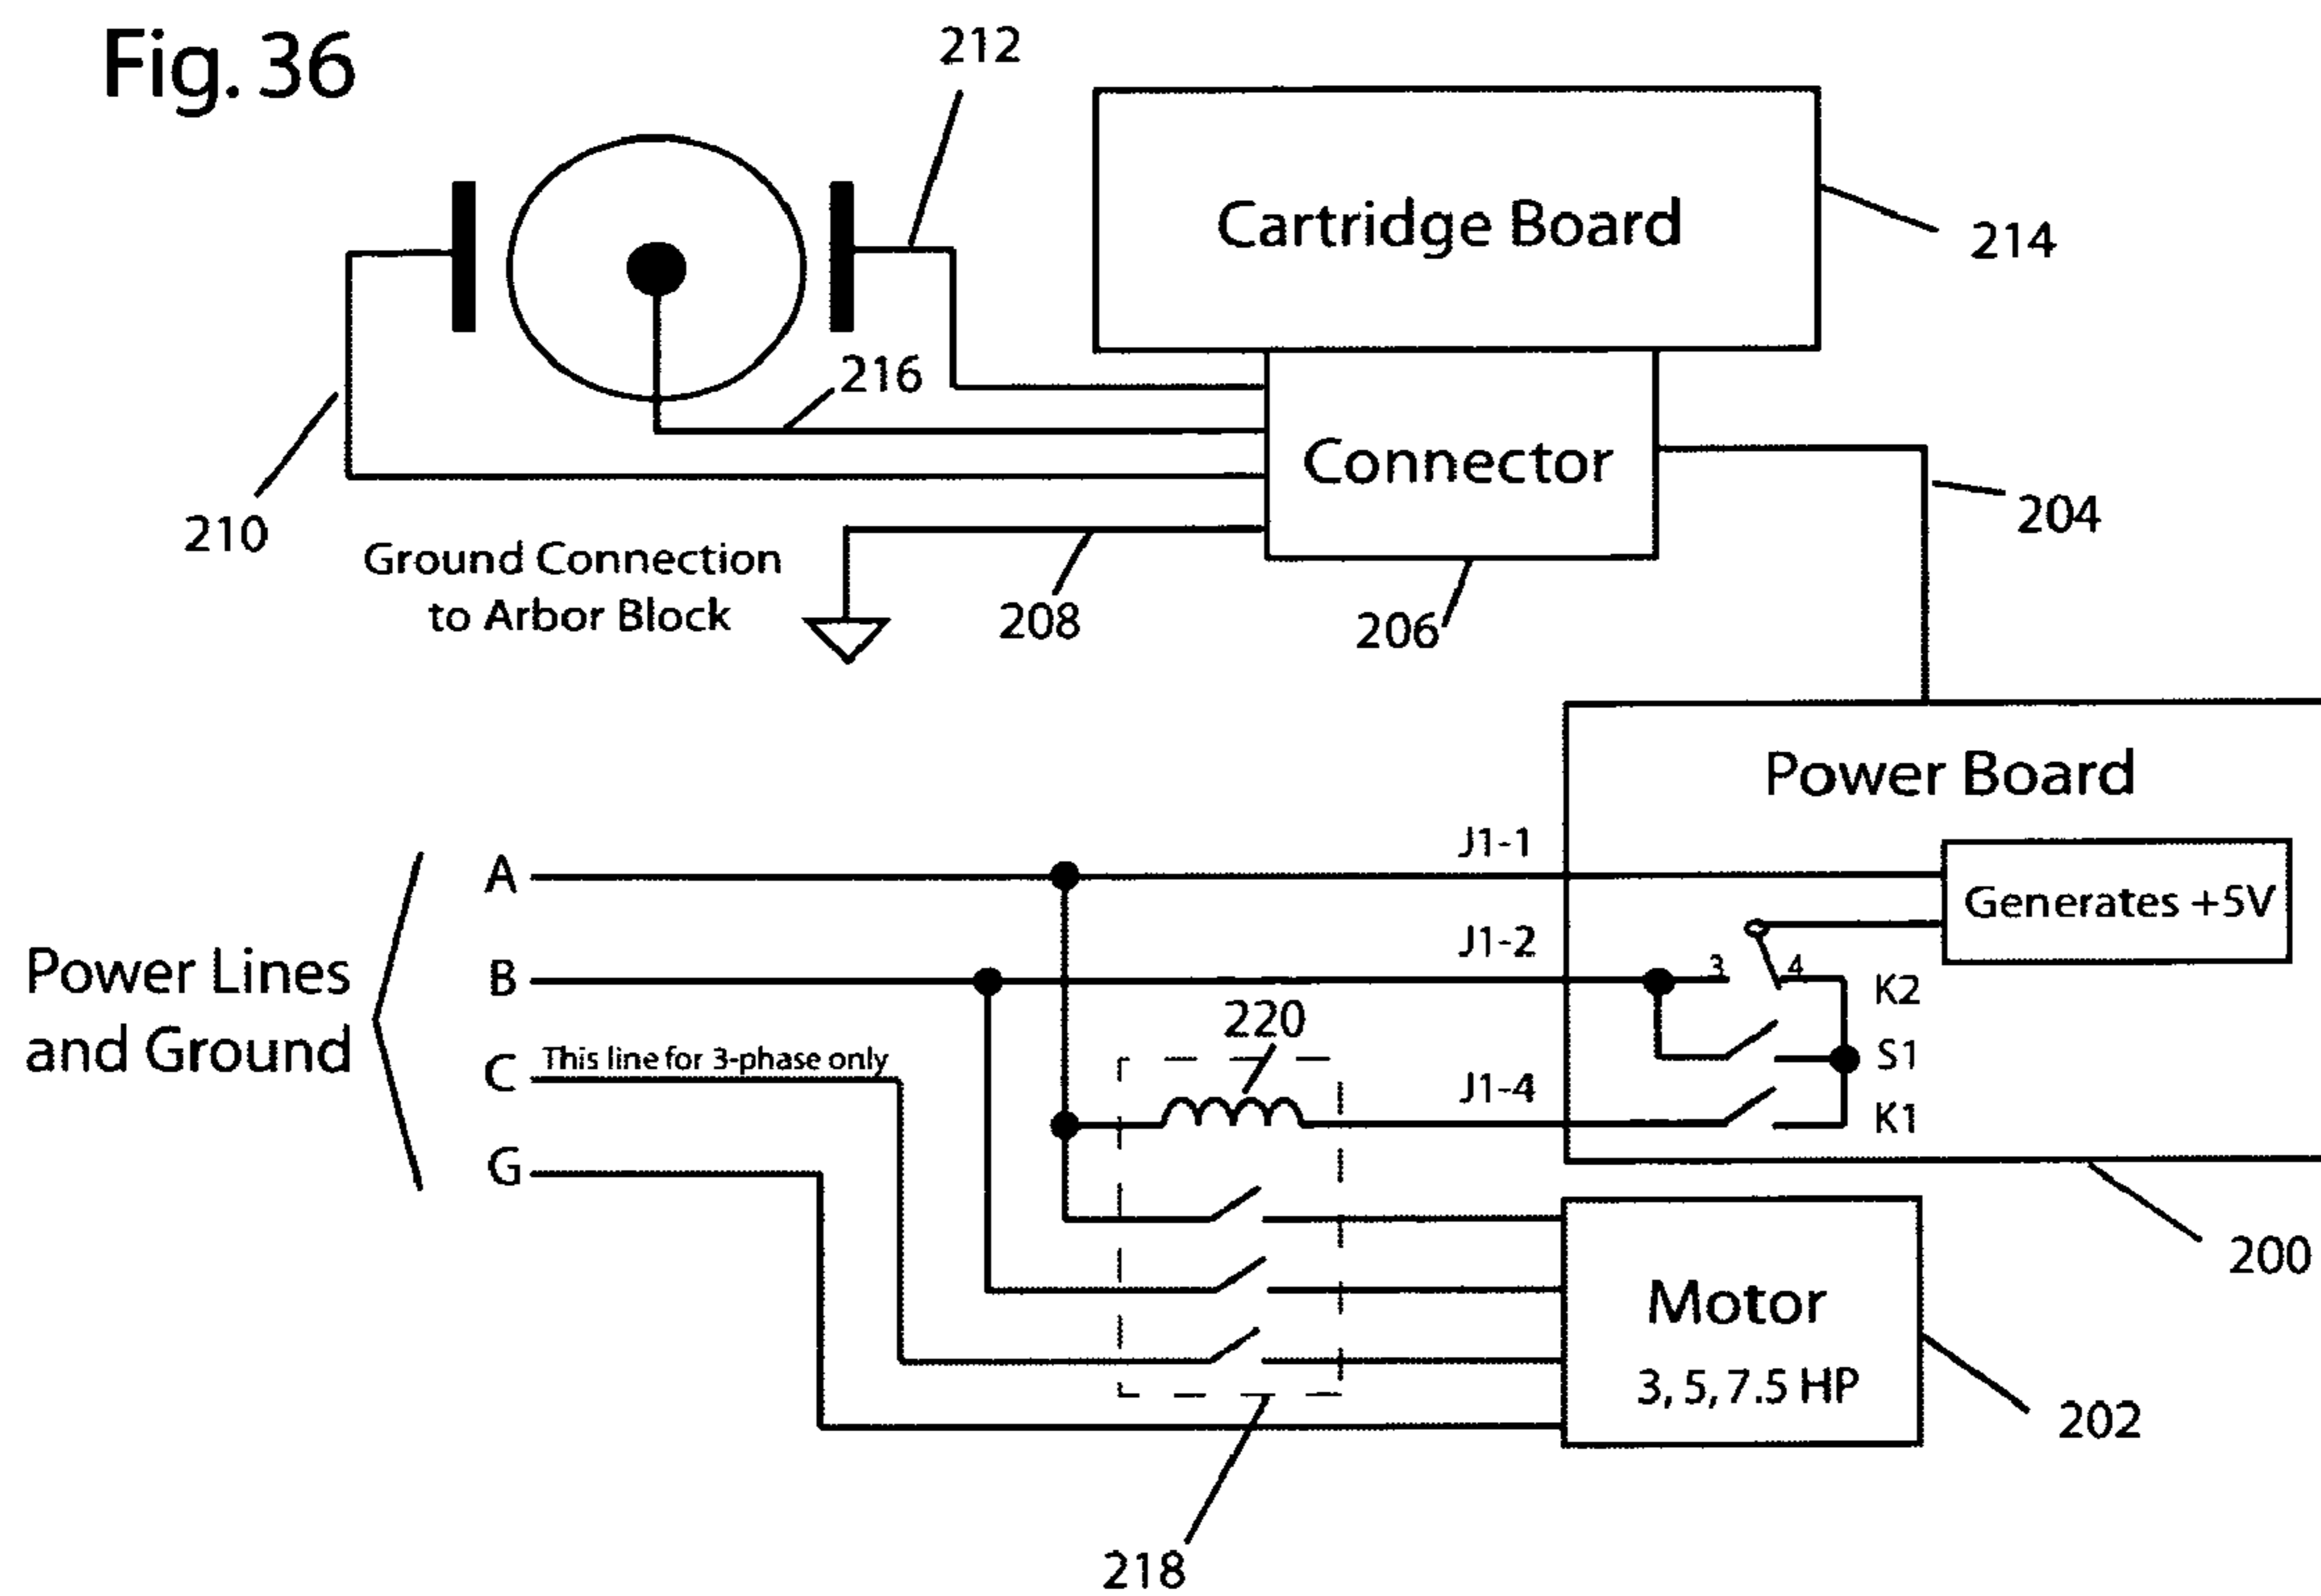 Fig. 36
212
Cartridge Board
214
216
Connector
204
210
Ground Connection
to Arbor Block
208
206
Power Board
J1-1
A
Generates +5V
J1-2
Power Lines
and Ground
B
3
4
K2
220
C
This line for 3-phase only
S1
J1-4
K1
G
200
Motor
3, 5, 7.5 HP
202
218